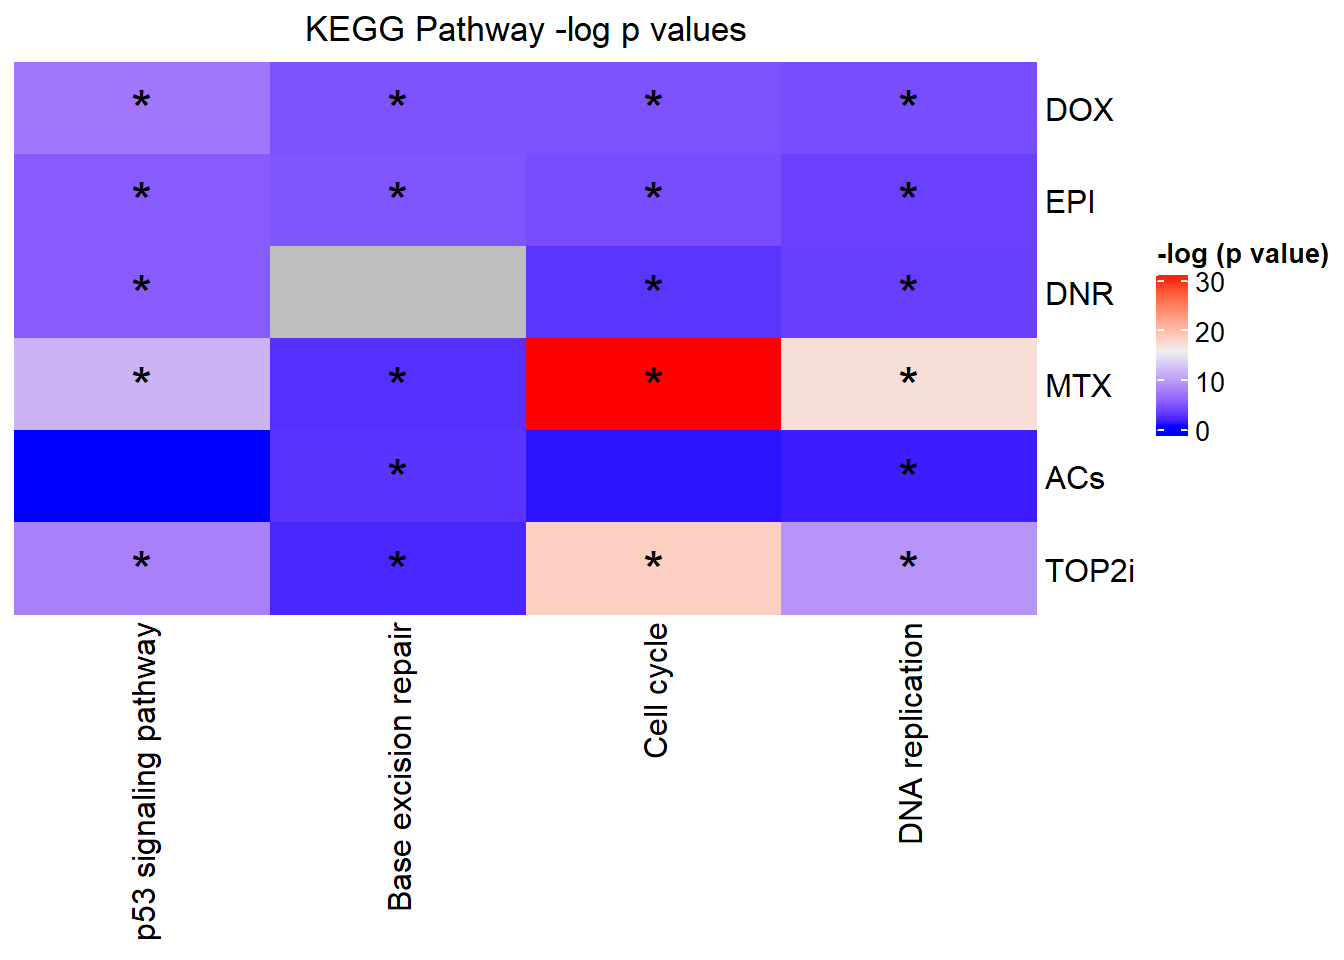 KEGG Pathway -log p values
* * * * DOX
* * * * EPI
* * * DNR
* * * * MTX
* * ACs
* * * * TOP2i
p53 signaling pathway
Base excision repair
Cell cycle
DNA replication
-log (p value)
30
20
10
0